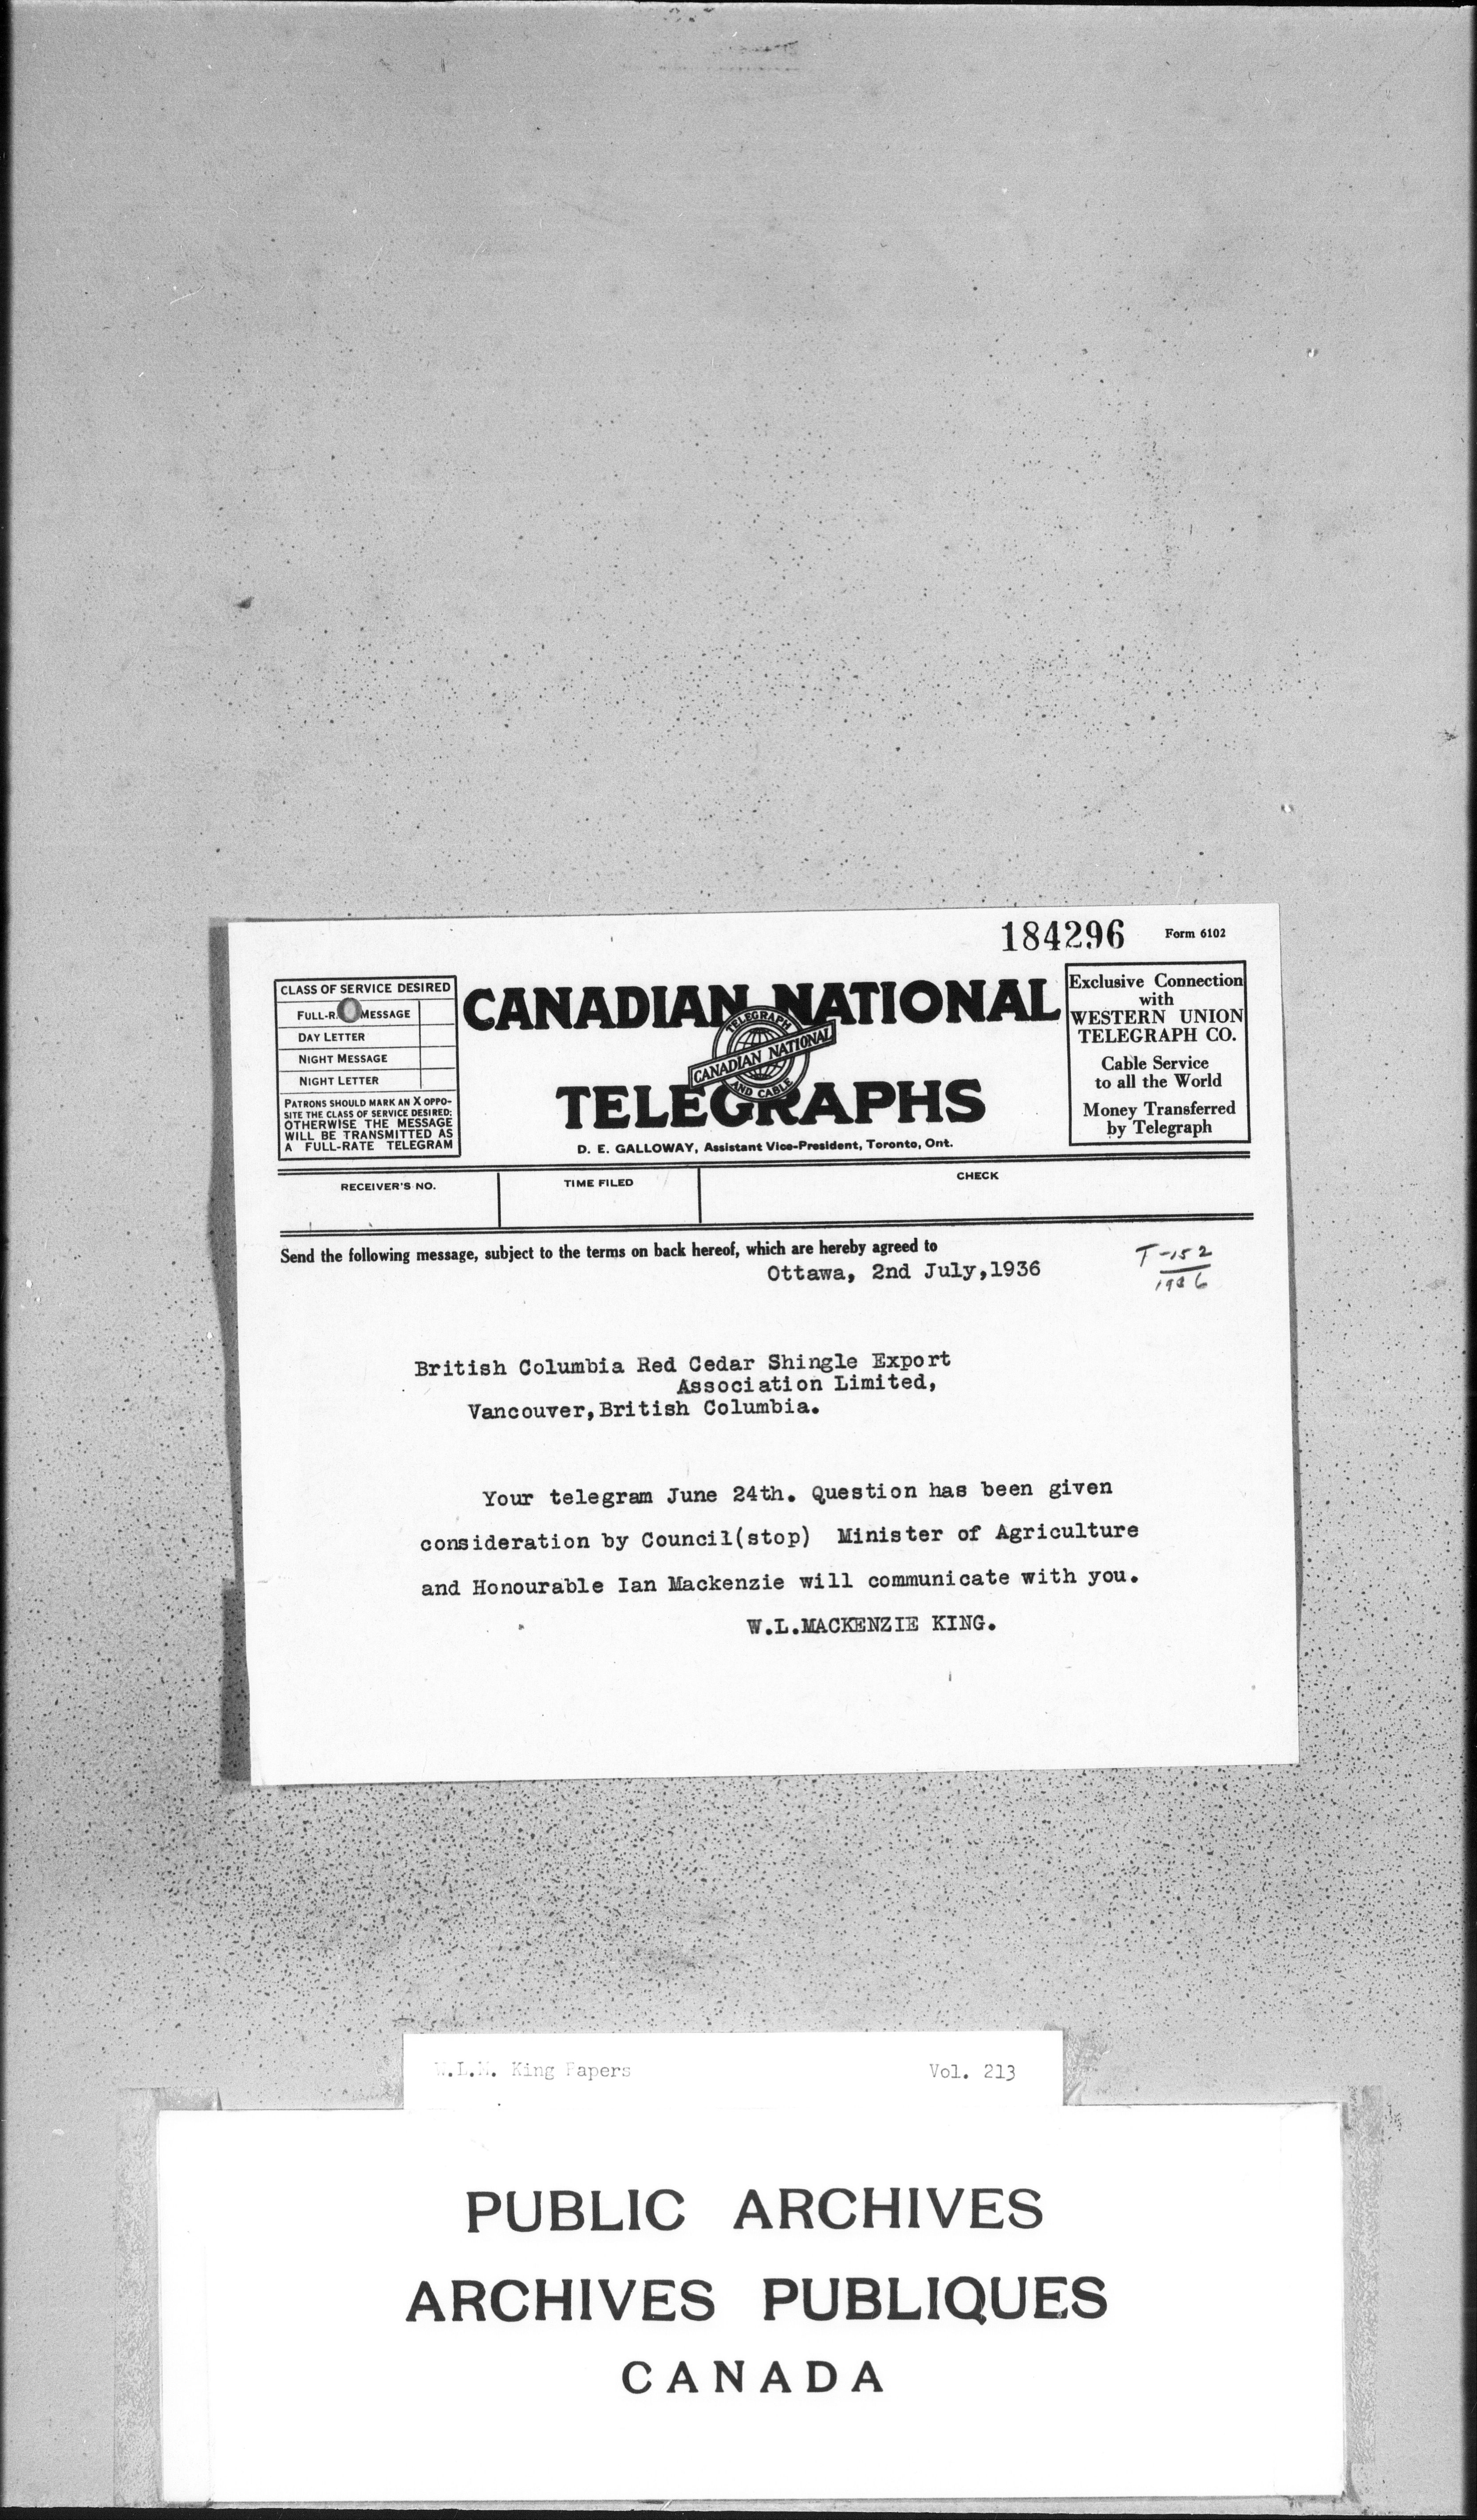 184296 Form 6102
CLASS OF SERVICE DESIRED
FULL-R MESSAGE
DAY LETTER
NIGHT MESSAGE
NIGHT LETTER
PATRONS SHOULD MARK AN X OPPO-
SITE THE CLASS OF SERVICE DESIRED:
OTHERWISE THE MESSAGE
WILL BE TRANSMITTED AS
A FULL-RATE TELEGRAM
CANADIAN NATIONAL
TELEGRAPH
CANADIAN NATIONAL
AND CABLE
TELEGRAPHS
D. E. GALLOWAY, Assistant Vice-President, Toronto, Ont.
Exclusive Connection
with
WESTERN UNION
TELEGRAPH CO.
Cable Service
to all the World
Money Transferred
by Telegraph
RECEIVER'S NO. TIME FILED CHECK
Send the following message, subject to the terms on back hereof, which are hereby agreed to
Ottawa, 2nd July,1936
T-152
1936
British Columbia Red Cedar Shingle Export
Association Limited,
Vancouver,British Columbia.
Your telegram June 24th. Question has been given
consideration by Council(stop) Minister of Agriculture
and Honourable Ian Mackenzie will communicate with you.
W.L.MACKENZIE KING.
W.L.M. King Papers Vol. 213
PUBLIC ARCHIVES
ARCHIVES PUBLIQUES
CANADA